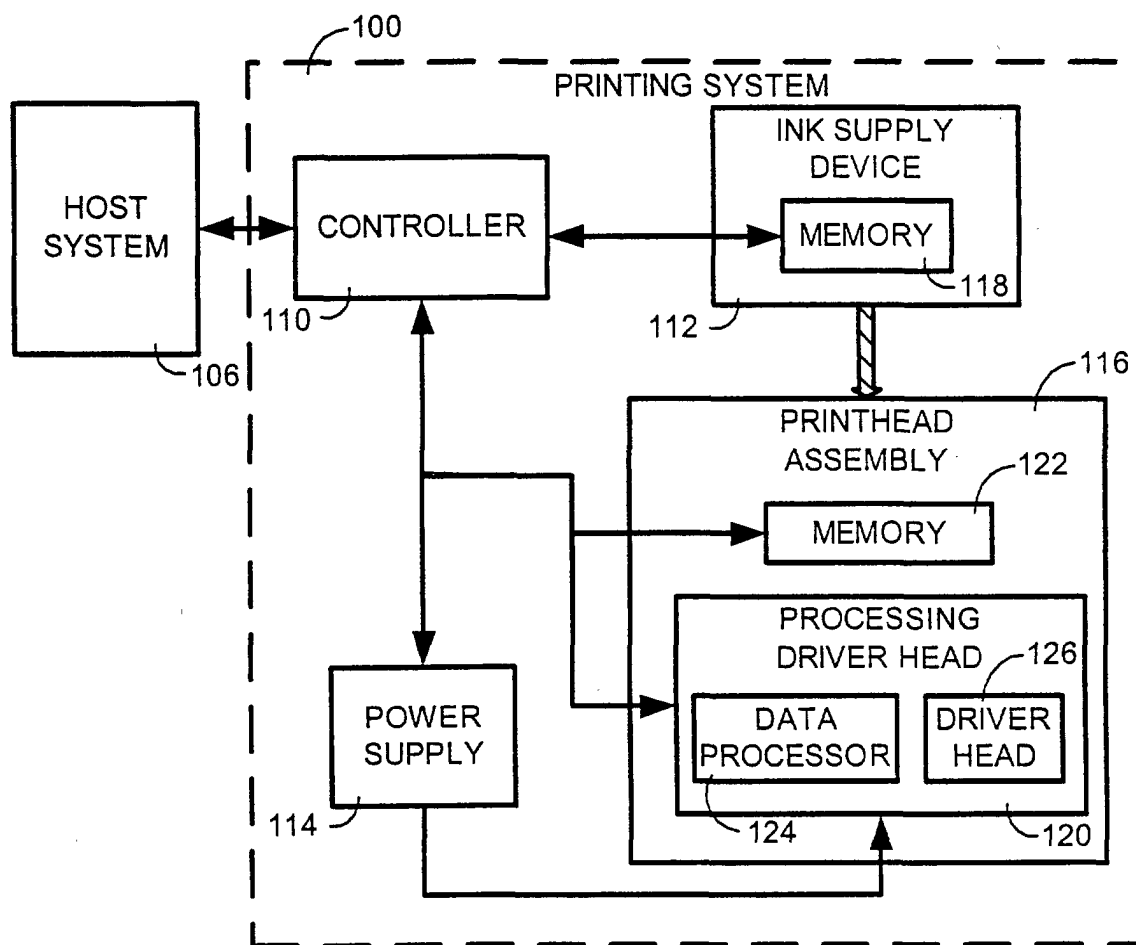 100
PRINTING SYSTEM
HOST
SYSTEM
106
CONTROLLER
110
INK SUPPLY
DEVICE
MEMORY
118
112
116
PRINTHEAD
ASSEMBLY
122
MEMORY
PROCESSING
DRIVER HEAD
126
DATA
PROCESSOR
DRIVER
HEAD
124
120
POWER
SUPPLY
114